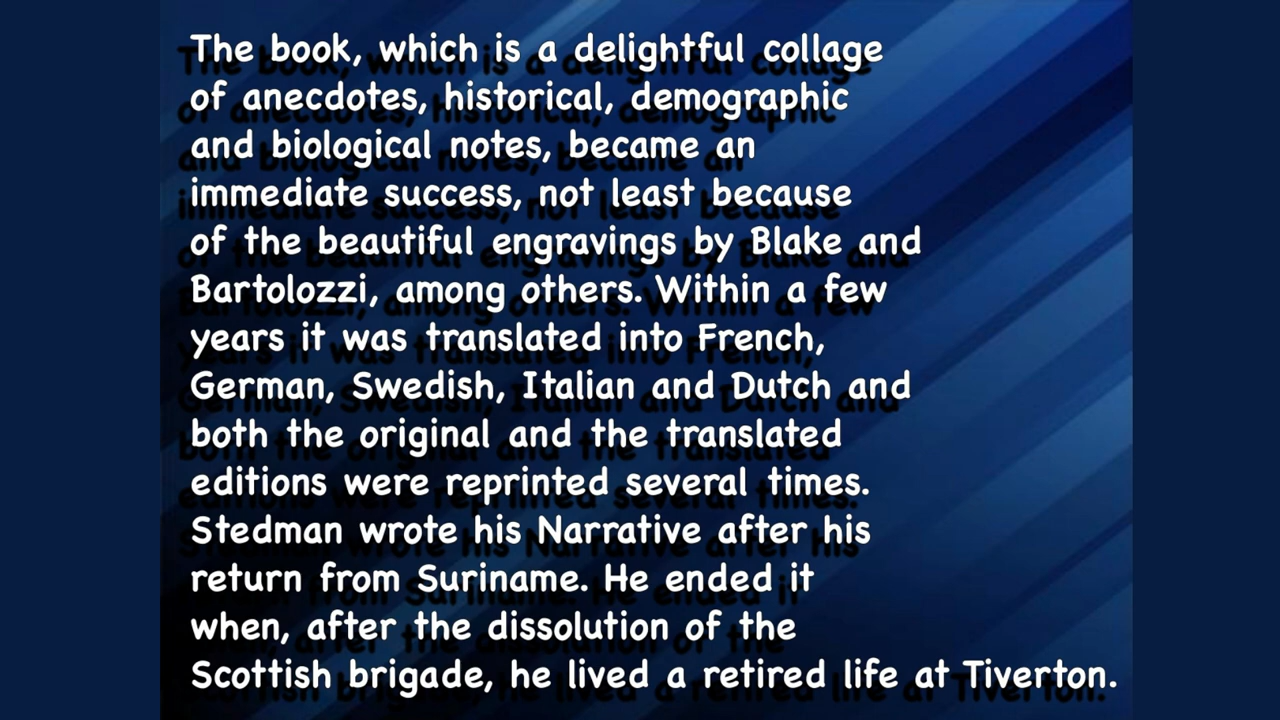 The book, which is a delightful collage
of anecdotes, historical, demographic
and biological notes, became an
immediate success, not least because
of the beautiful engravings by Blake and
Bartolozzi, among others. Within a few
years it was translated into French,
German, Swedish, Italian and Dutch and
both the original and the translated
editions were reprinted several times.
Stedman wrote his Narrative after his
return from Suriname. He ended it
when, after the dissolution of the
Scottish brigade, he lived a retired life at Tiverton.